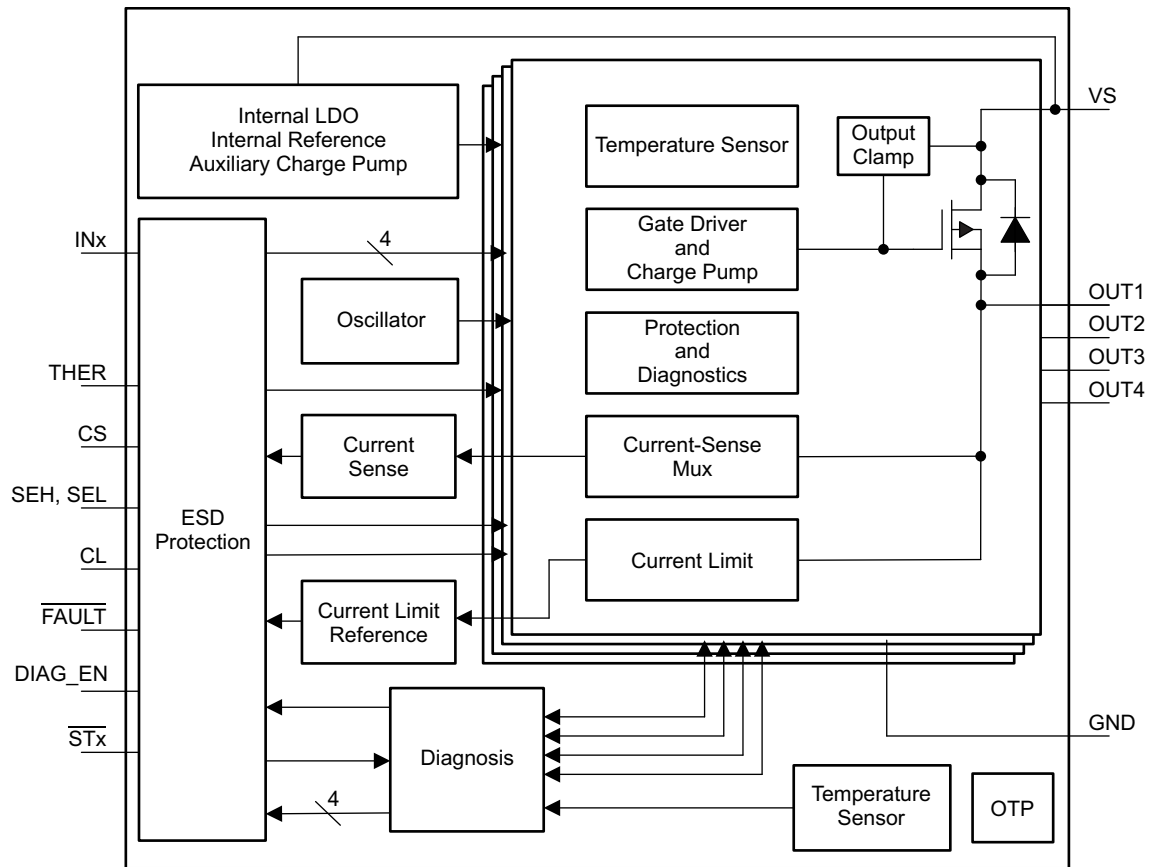 Internal LDO
Internal Reference
Auxiliary Charge Pump
Temperature Sensor
Output
Clamp
VS
INx
4
Gate Driver
and
Charge Pump
Oscillator
OUT1
OUT2
OUT3
OUT4
Protection
and
Diagnostics
THER
CS
Current
Sense
Current-Sense
Mux
SEH, SEL
ESD
Protection
CL
Current Limit
FAULT
Current Limit
Reference
DIAG_EN
STx
Diagnosis
GND
4
Temperature
Sensor
OTP